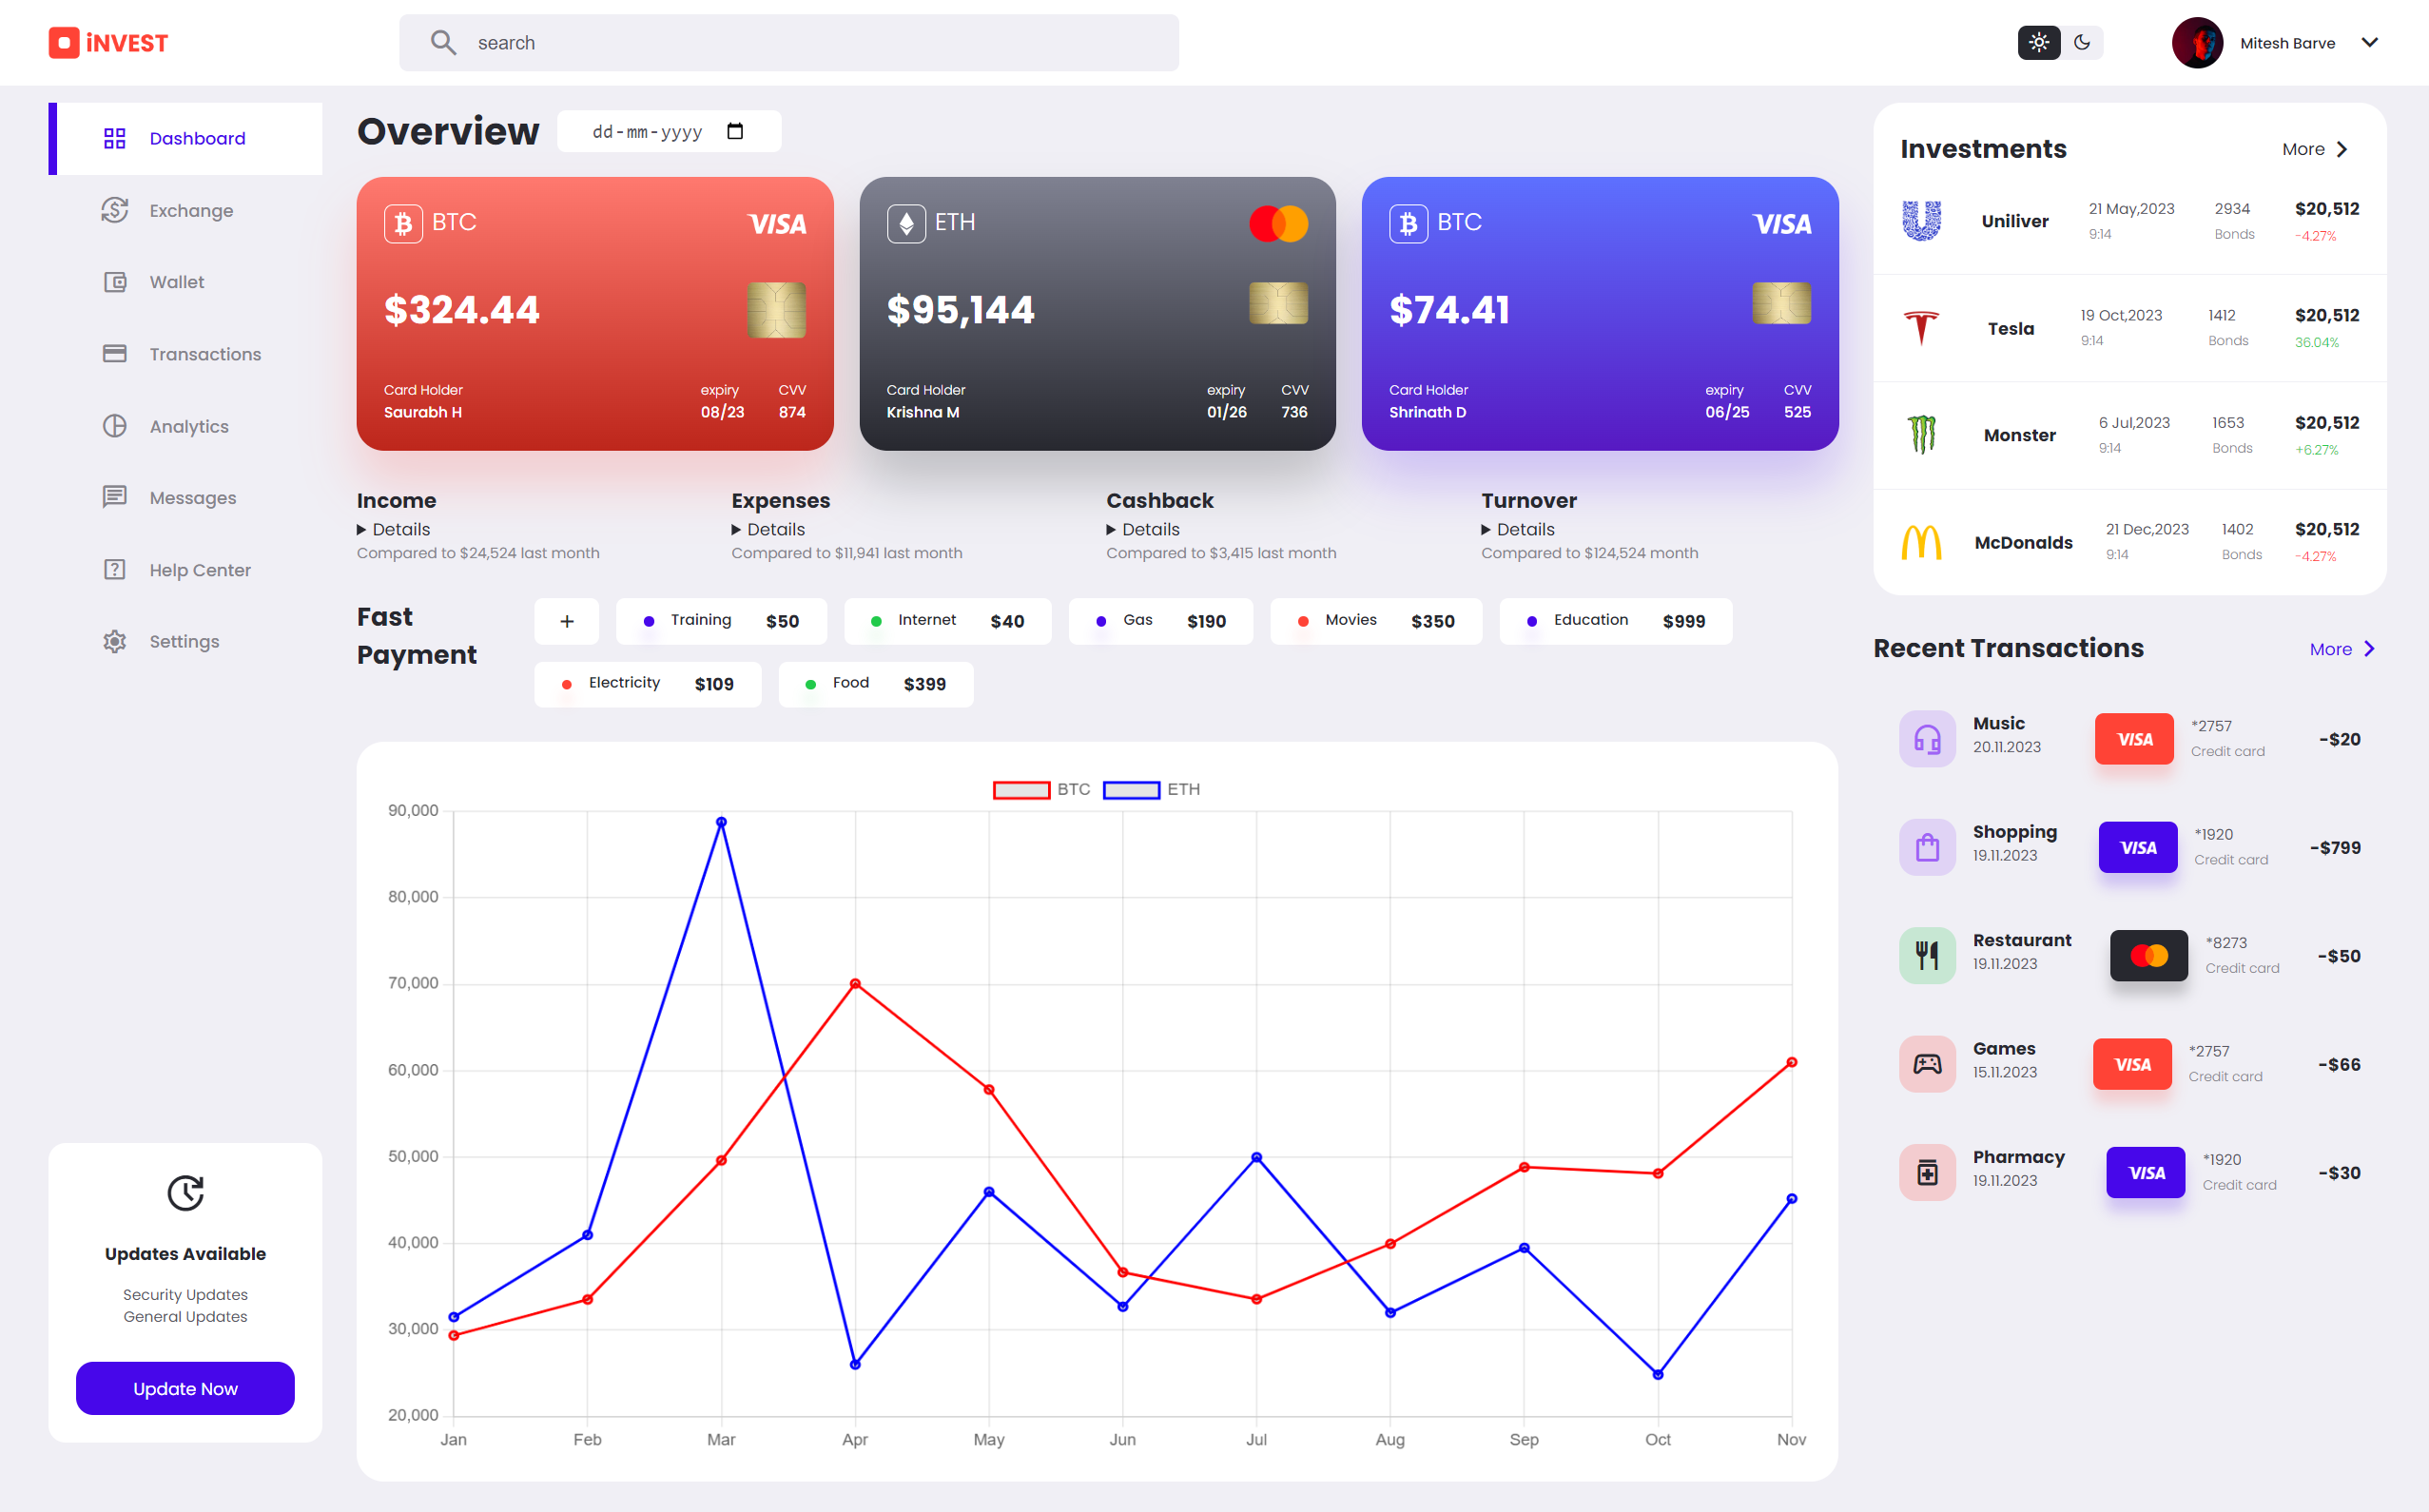 iNVEST
search
Mitesh Barve
Dashboard
Exchange
Wallet
Transactions
Analytics
Messages
Help Center
Settings
Updates Available
Security Updates
General Updates
Update Now
Overview
dd-mm-yyyy
BTC VISA
$324.44
Card Holder expiry CVV
Saurabh H 08/23 874
ETH
$95,144
Card Holder expiry CVV
Krishna M 01/26 736
BTC VISA
$74.41
Card Holder expiry CVV
Shrinath D 06/25 525
Income
Details
Compared to $24,524 last month
Expenses
Details
Compared to $11,941 last month
Cashback
Details
Compared to $3,415 last month
Turnover
Details
Compared to $124,524 month
Fast
Payment
+
Training $50
Internet $40
Gas $190
Movies $350
Education $999
Electricity $109
Food $399
BTC ETH
90,000
80,000
70,000
60,000
50,000
40,000
30,000
20,000
Jan Feb Mar Apr May Jun Jul Aug Sep Oct Nov
Investments More
Uniliver 21 May,2023 2934 $20,512
9:14 Bonds -4.27%
Tesla 19 Oct,2023 1412 $20,512
9:14 Bonds 36.04%
Monster 6 Jul,2023 1653 $20,512
9:14 Bonds +6.27%
McDonalds 21 Dec,2023 1402 $20,512
9:14 Bonds -4.27%
Recent Transactions More
Music VISA *2757 -$20
20.11.2023 Credit card
Shopping VISA *1920 -$799
19.11.2023 Credit card
Restaurant *8273 -$50
19.11.2023 Credit card
Games VISA *2757 -$66
15.11.2023 Credit card
Pharmacy VISA *1920 -$30
19.11.2023 Credit card